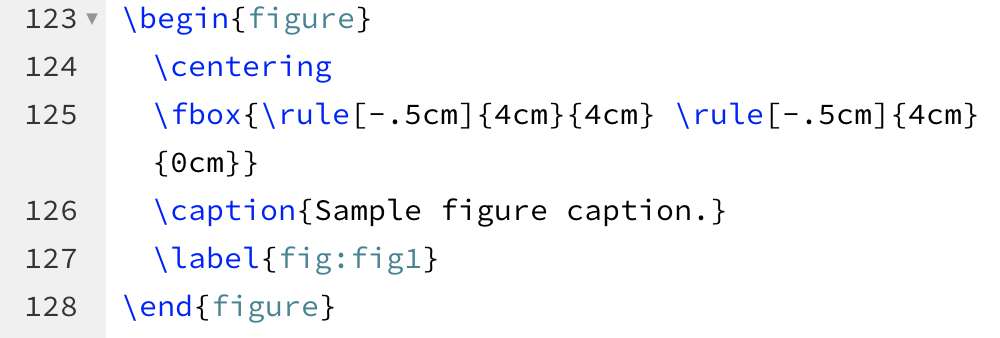 123 \begin{figure}
124 \centering
125 \fbox{\rule[-.5cm]{4cm}{4cm} \rule[-.5cm]{4cm}
{0cm}}
126 \caption{Sample figure caption.}
127 \label{fig:fig1}
128 \end{figure}